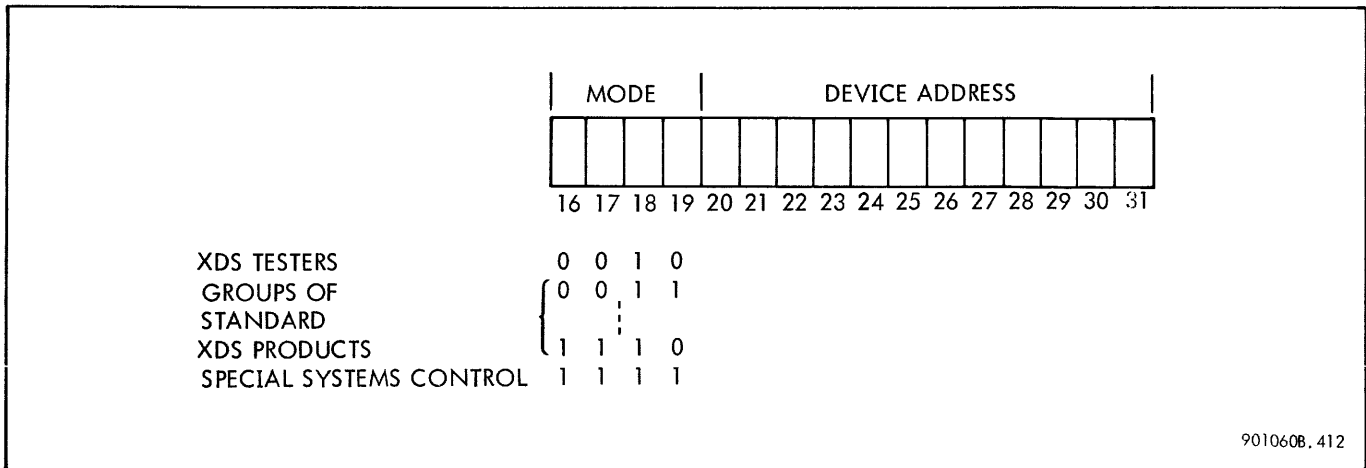 MODE DEVICE ADDRESS
16 17 18 19 20 21 22 23 24 25 26 27 28 29 30 31
XDS TESTERS 0 0 1 0
GROUPS OF 0 0 1 1
STANDARD
XDS PRODUCTS 1 1 1 0
SPECIAL SYSTEMS CONTROL 1 1 1 1
901060B.412